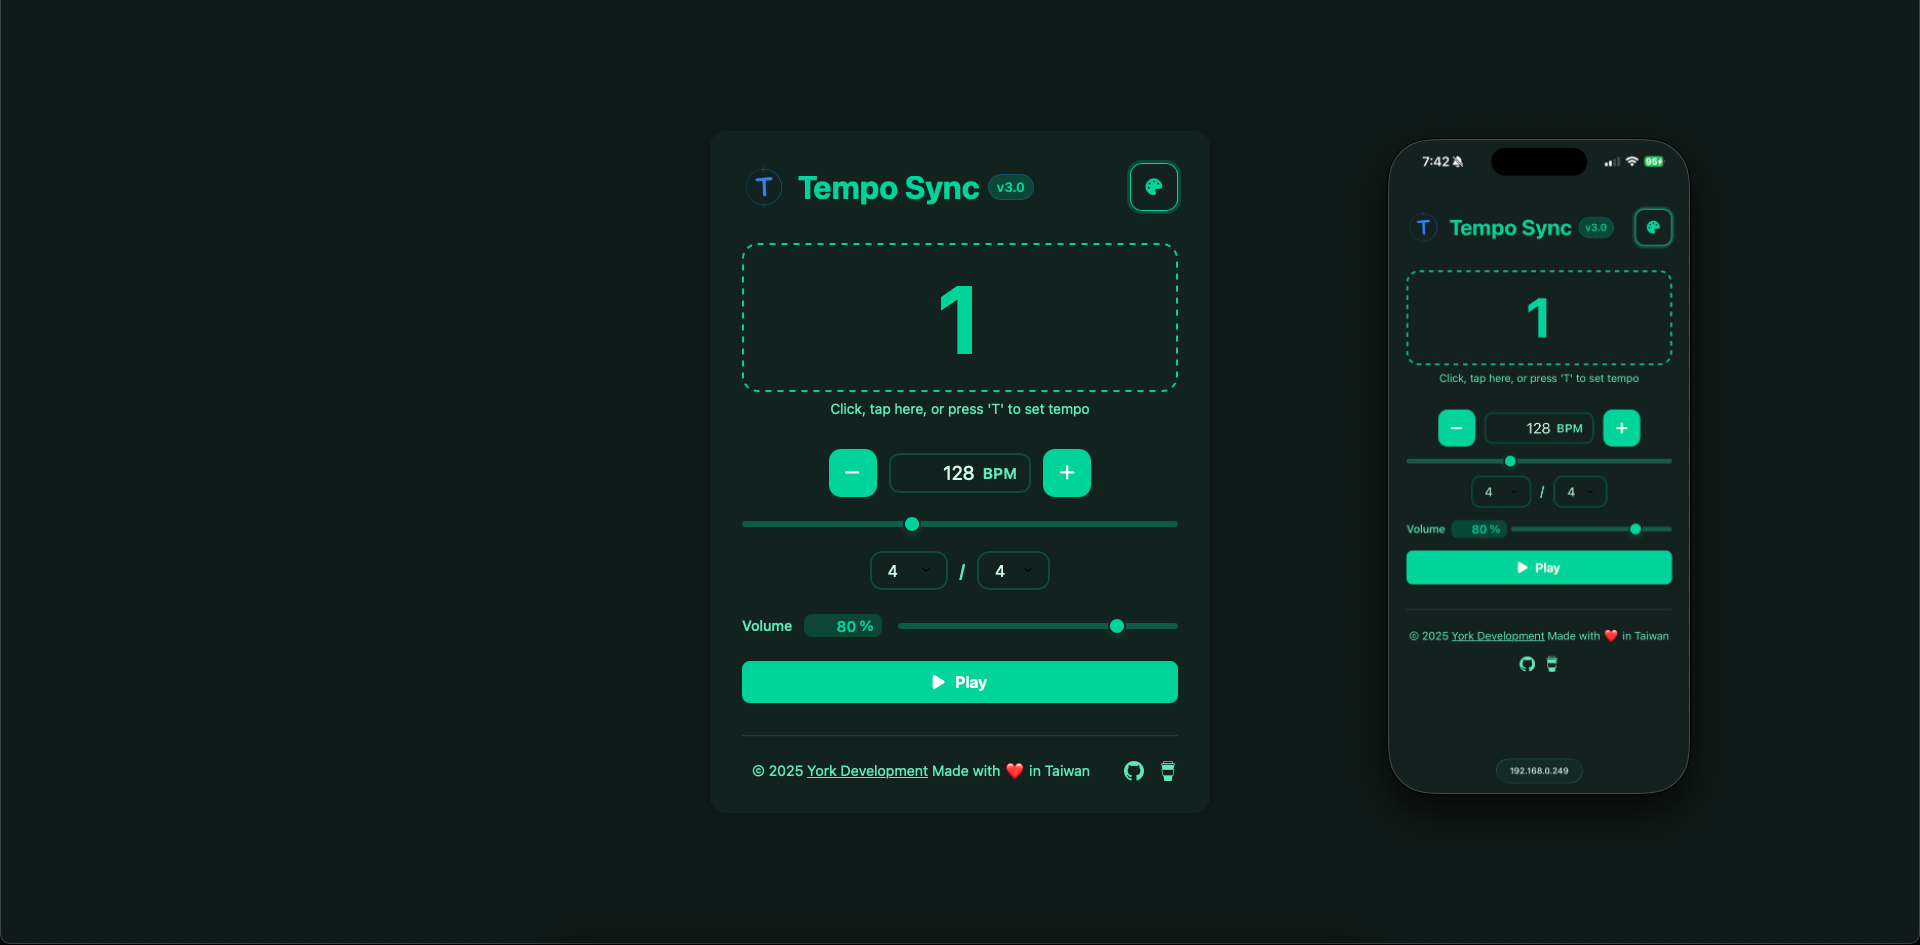 T Tempo Sync v3.0
1
Click, tap here, or press 'T' to set tempo
− 128 BPM +
4 / 4
Volume 80 %
Play
© 2025 York Development Made with ❤️ in Taiwan
7:42 95
T Tempo Sync v3.0
1
Click, tap here, or press 'T' to set tempo
− 128 BPM +
4 / 4
Volume 80 %
Play
© 2025 York Development Made with ❤️ in Taiwan
192.168.0.249